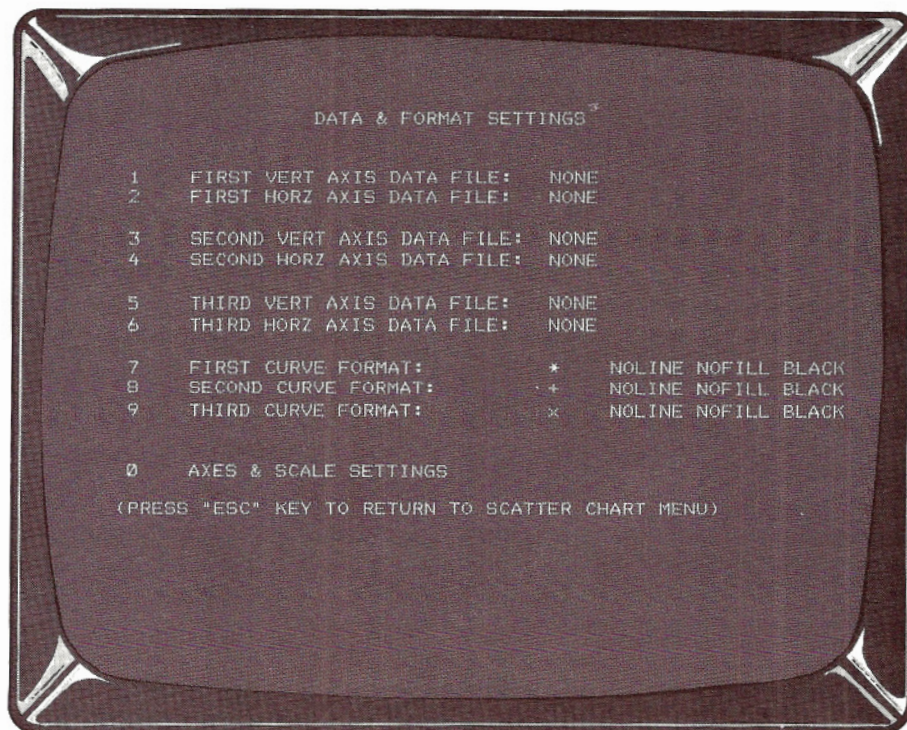 DATA & FORMAT SETTINGS
1 FIRST VERT AXIS DATA FILE: NONE
2 FIRST HORZ AXIS DATA FILE: NONE
3 SECOND VERT AXIS DATA FILE: NONE
4 SECOND HORZ AXIS DATA FILE: NONE
5 THIRD VERT AXIS DATA FILE: NONE
6 THIRD HORZ AXIS DATA FILE: NONE
7 FIRST CURVE FORMAT: * NOLINE NOFILL BLACK
8 SECOND CURVE FORMAT: + NOLINE NOFILL BLACK
9 THIRD CURVE FORMAT: x NOLINE NOFILL BLACK
0 AXES & SCALE SETTINGS
(PRESS "ESC" KEY TO RETURN TO SCATTER CHART MENU)